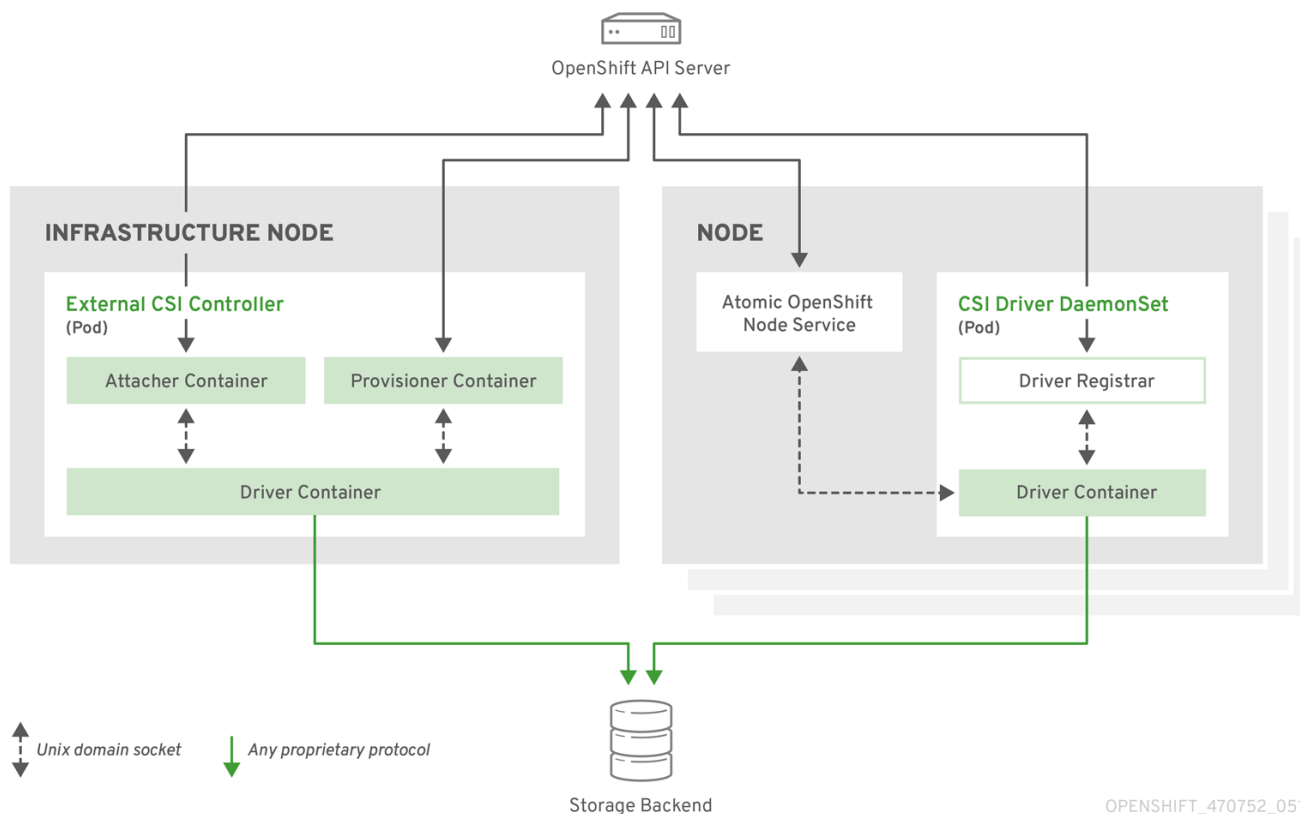 OpenShift API Server
INFRASTRUCTURE NODE
External CSI Controller
(Pod)
Attacher Container
Provisioner Container
Driver Container
NODE
Atomic OpenShift
Node Service
CSI Driver DaemonSet
(Pod)
Driver Registrar
Driver Container
Unix domain socket
Any proprietary protocol
Storage Backend
OPENSHIFT_470752_051